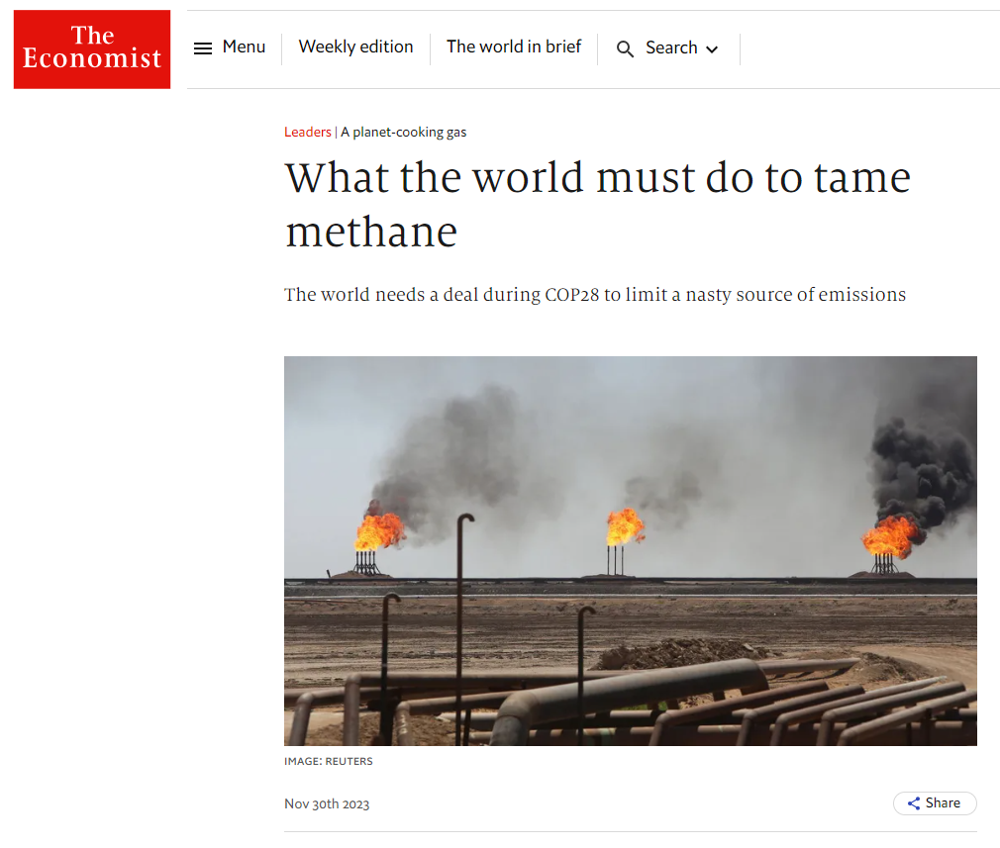 The
Economist
Menu
Weekly edition
The world in brief
Search
Leaders | A planet-cooking gas
What the world must do to tame
methane
The world needs a deal during COP28 to limit a nasty source of emissions
IMAGE: REUTERS
Nov 30th 2023
Share